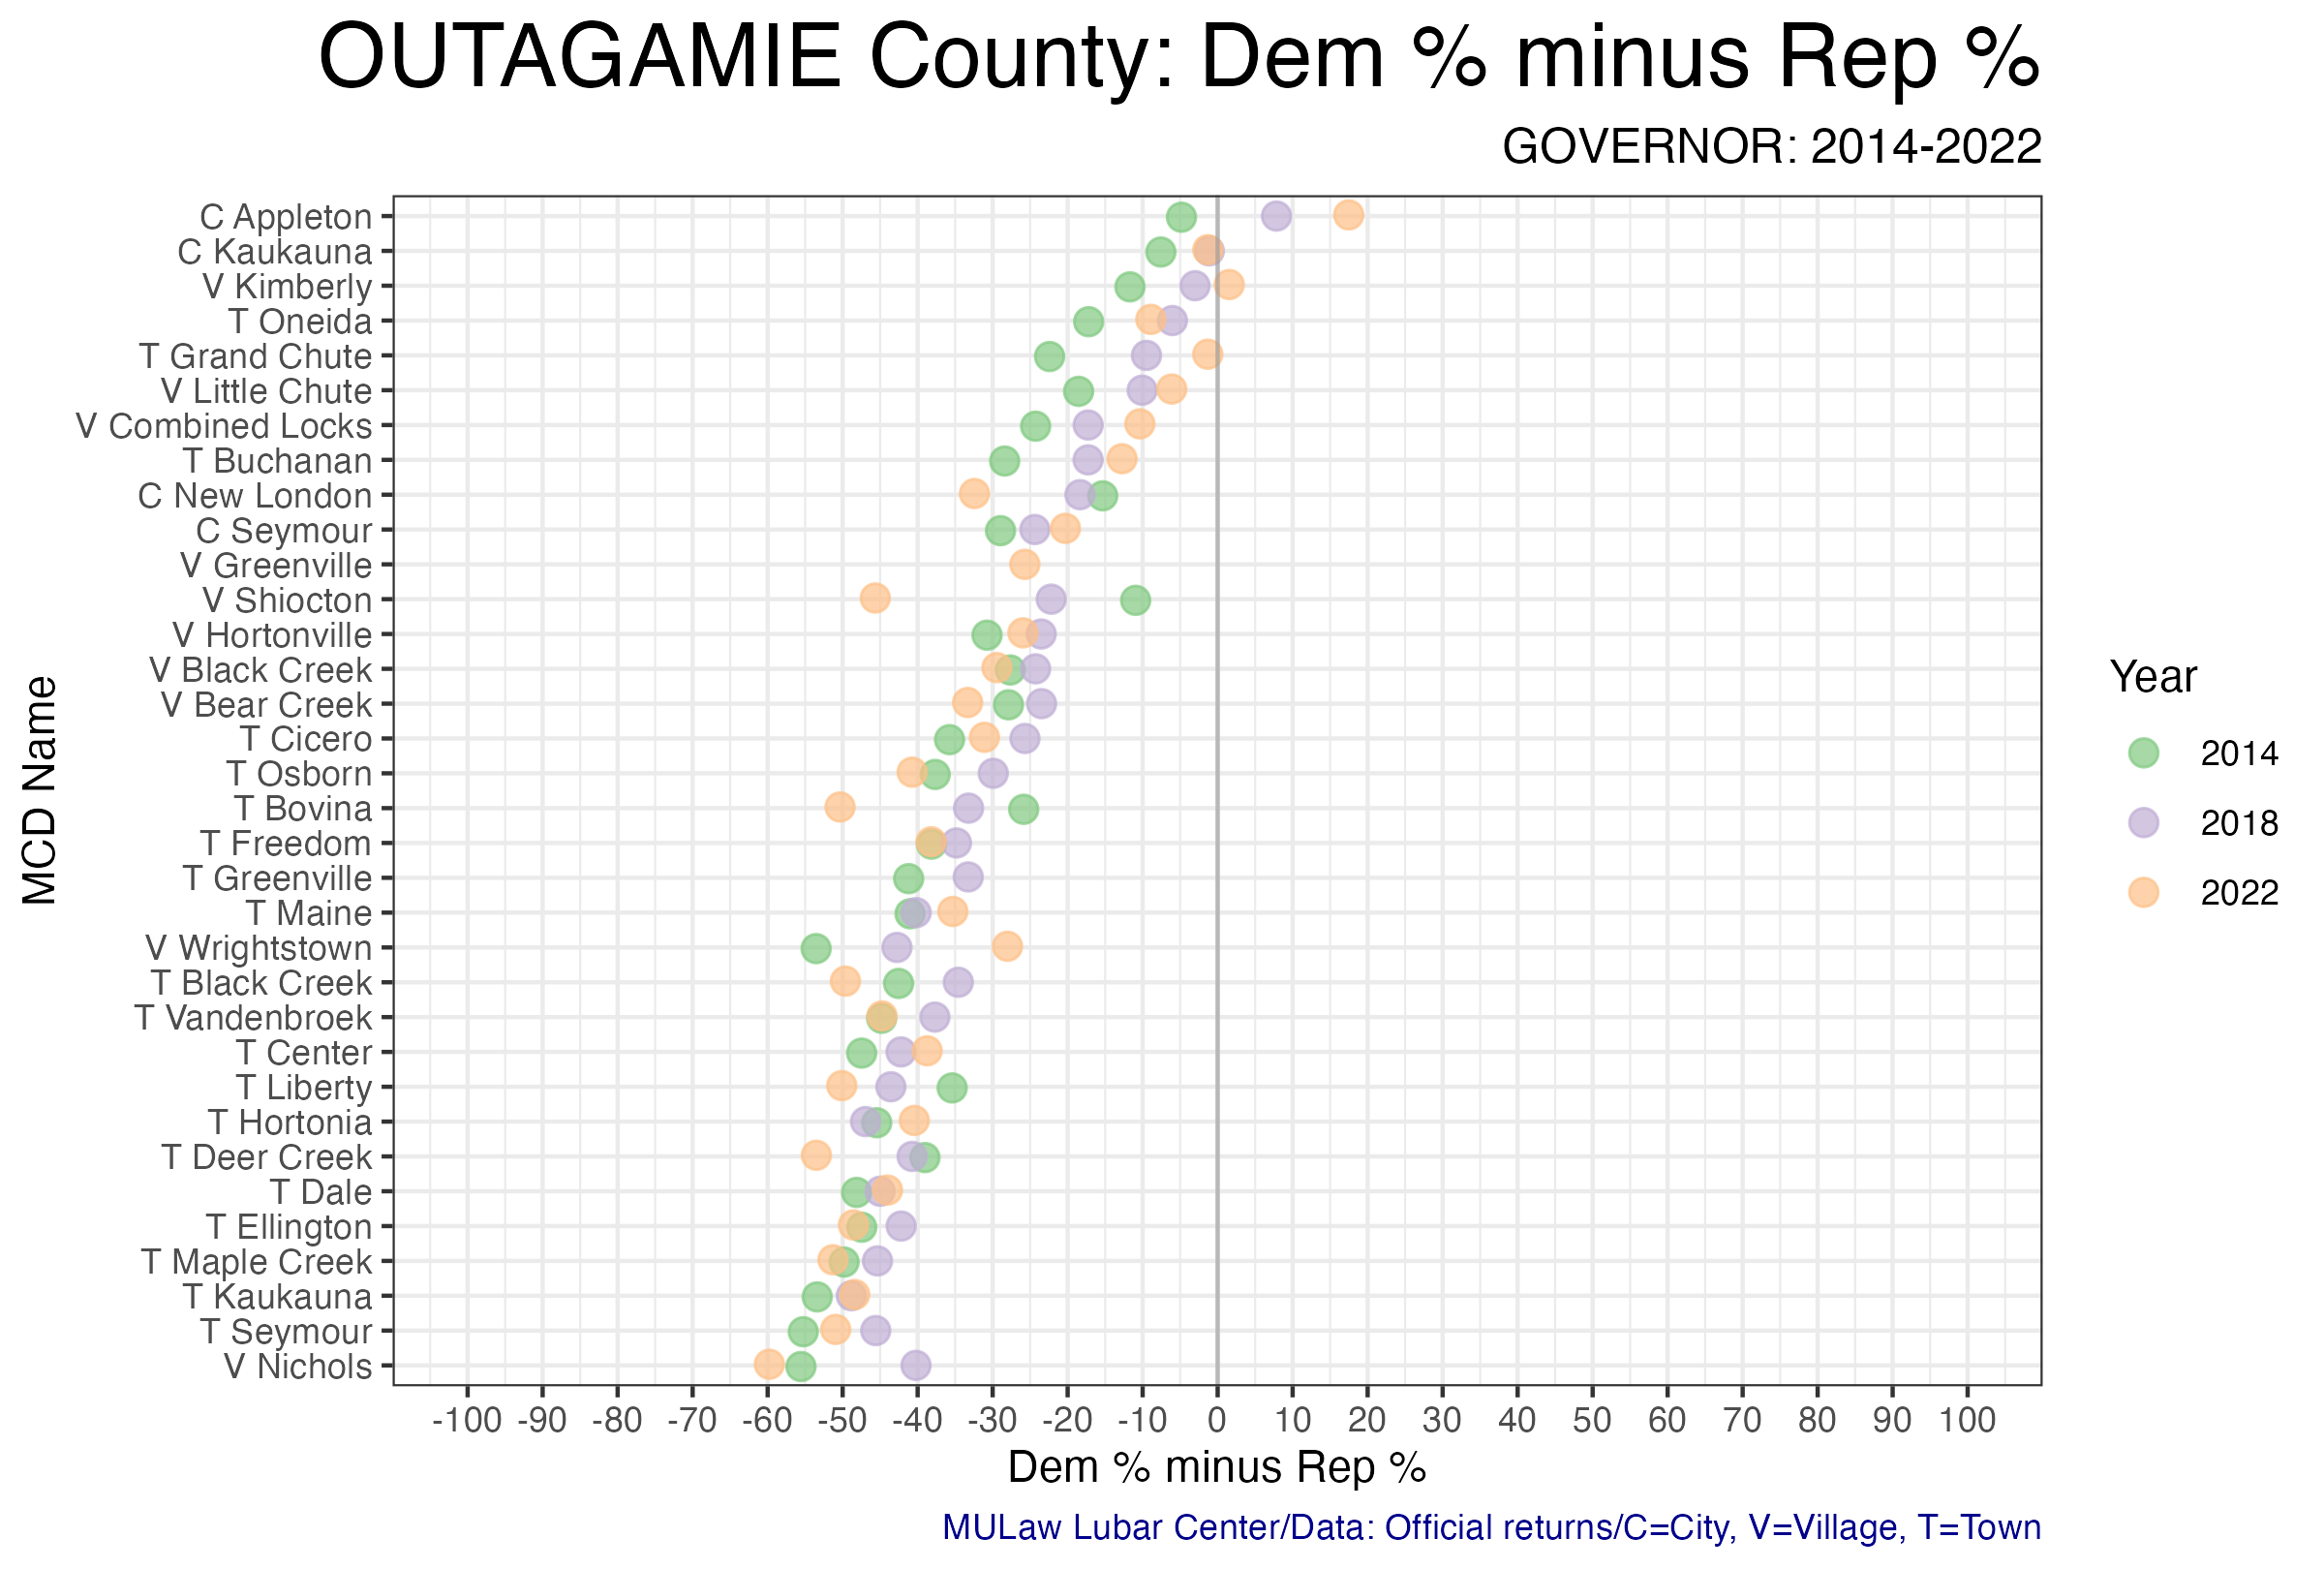 OUTAGAMIE County: Dem % minus Rep %
GOVERNOR: 2014-2022
MCD Name
C Appleton
C Kaukauna
V Kimberly
T Oneida
T Grand Chute
V Little Chute
V Combined Locks
T Buchanan
C New London
C Seymour
V Greenville
V Shiocton
V Hortonville
V Black Creek
V Bear Creek
T Cicero
T Osborn
T Bovina
T Freedom
T Greenville
T Maine
V Wrightstown
T Black Creek
T Vandenbroek
T Center
T Liberty
T Hortonia
T Deer Creek
T Dale
T Ellington
T Maple Creek
T Kaukauna
T Seymour
V Nichols
-100 -90 -80 -70 -60 -50 -40 -30 -20 -10 0 10 20 30 40 50 60 70 80 90 100
Dem % minus Rep %
Year
2014
2018
2022
MULaw Lubar Center/Data: Official returns/C=City, V=Village, T=Town